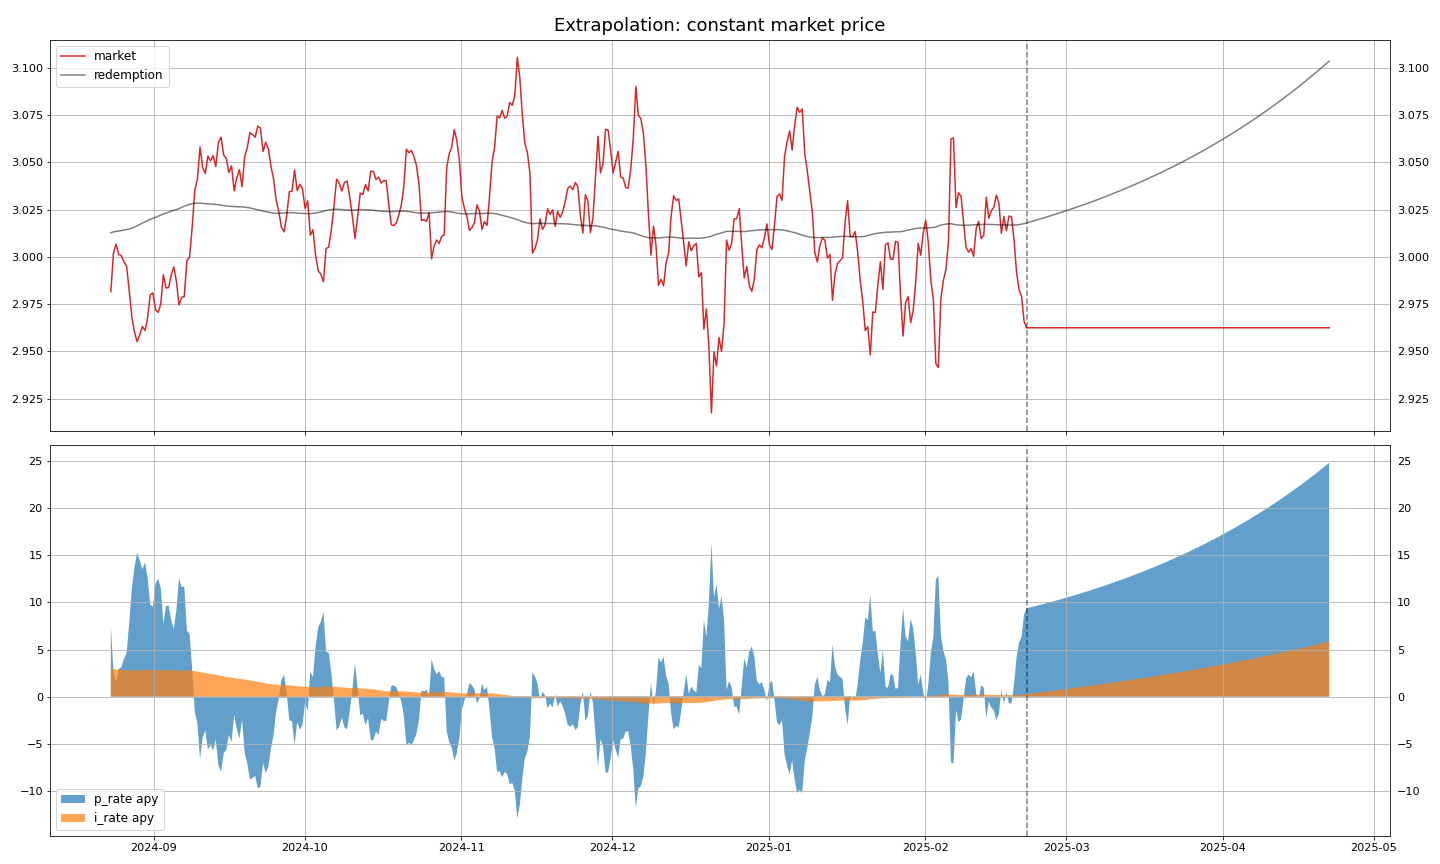 Extrapolation: constant market price
market
redemption
3.100 3.100
3.075 3.075
3.050 3.050
3.025 3.025
3.000 3.000
2.975 2.975
2.950 2.950
2.925 2.925
25 25
20 20
15 15
10 10
5 5
0 0
−5 −5
−10 −10
p_rate apy
i_rate apy
2024-09 2024-10 2024-11 2024-12 2025-01 2025-02 2025-03 2025-04 2025-05